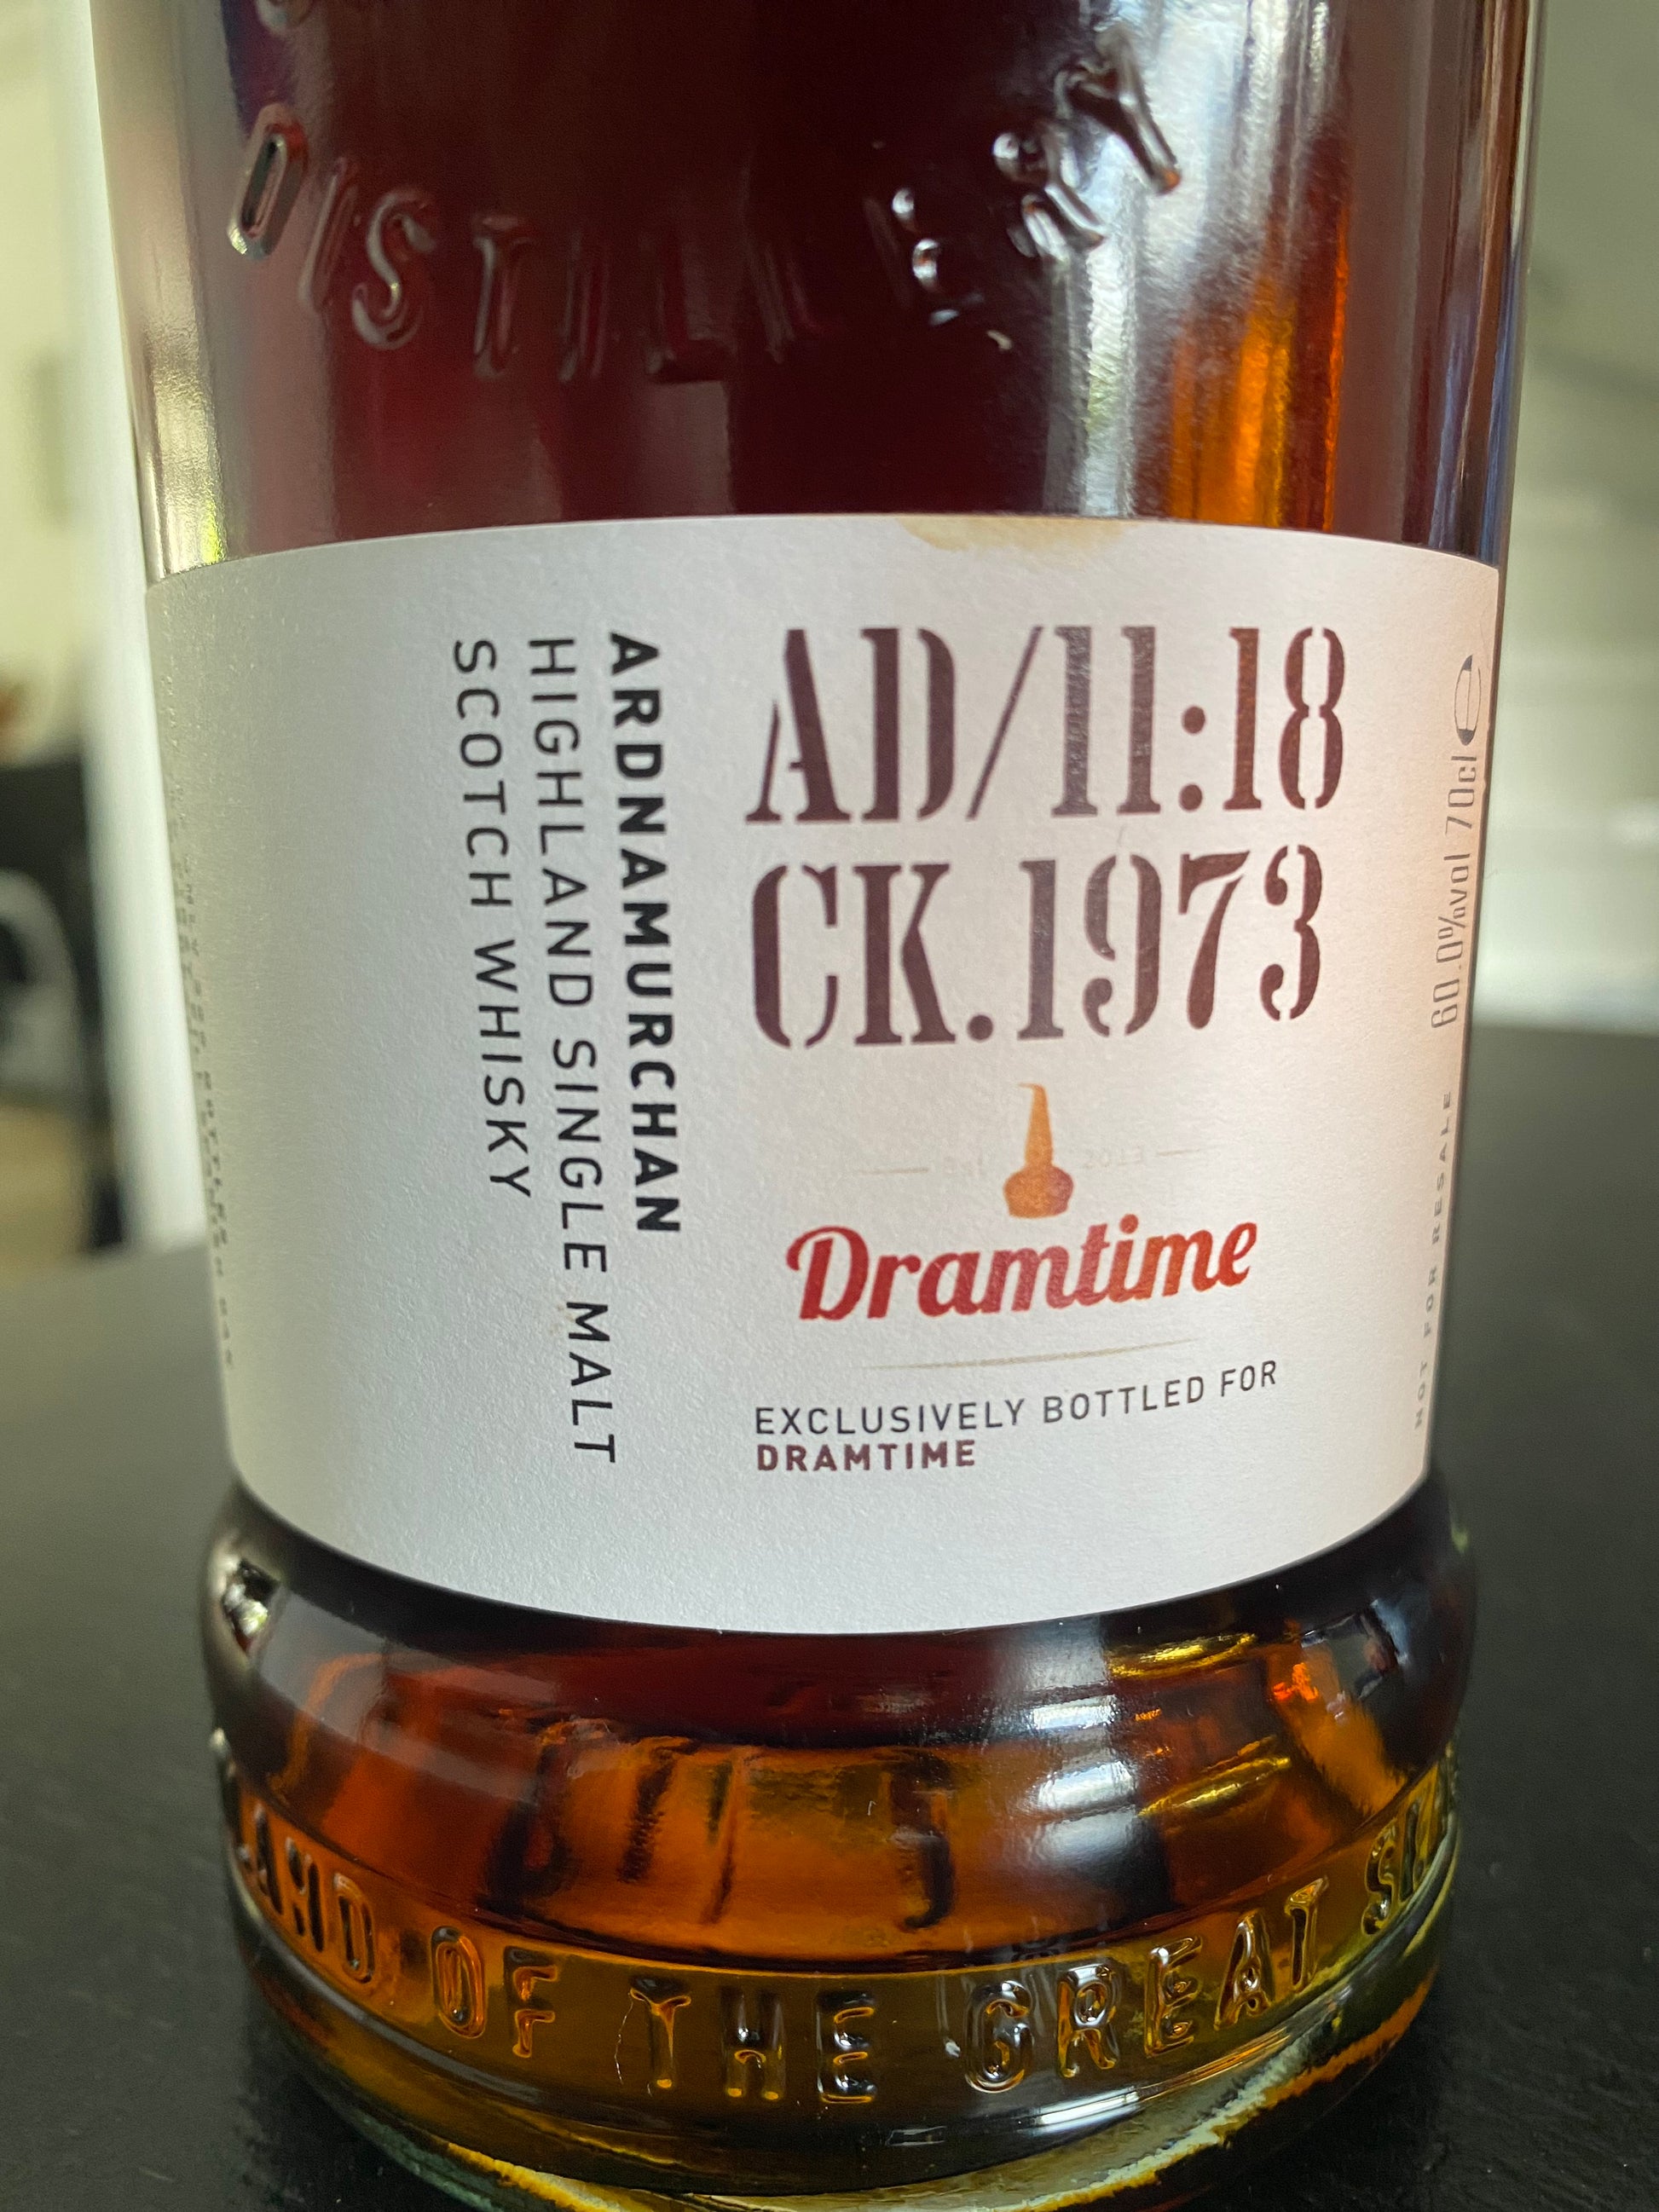 DISTILLERY
AD/11:18
CK.1973
ARDNAMURCHAN
HIGHLAND SINGLE MALT
SCOTCH WHISKY
2013
Dramtime
EXCLUSIVELY BOTTLED FOR
DRAMTIME
NOT FOR RESALE 60.0%vol 70cl e
LAND OF THE GREAT